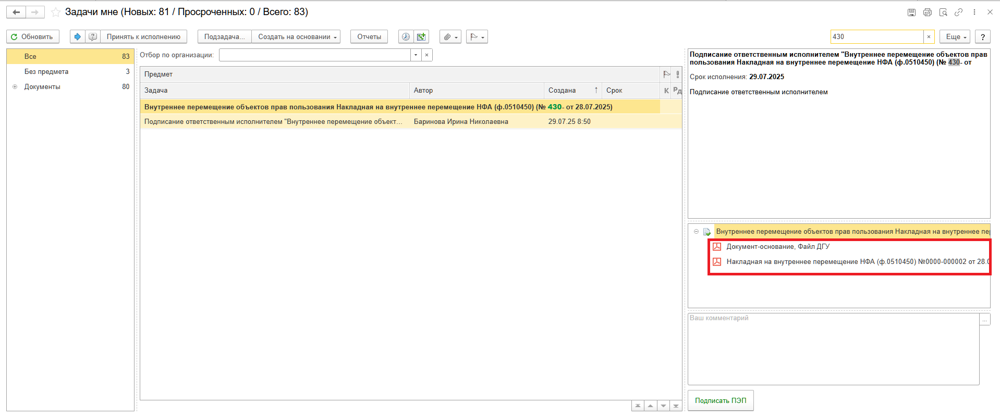 Задачи мне (Новых: 81 / Просроченных: 0 / Всего: 83)
Обновить
?
Принять к исполнению
Подзадача...
Создать на основании
Отчеты
430
×
Еще
?
Все 83
Без предмета 3
Документы 80
Отбор по организации:
×
Предмет
Задача Автор Создана ↑ Срок К Рд
Внутреннее перемещение объектов прав пользования Накладная на внутреннее перемещение НФА (ф.0510450) (№ 430- от 28.07.2025)
Подписание ответственным исполнителем "Внутреннее перемещение объект... Баринова Ирина Николаевна 29.07.25 8:50
Подписание ответственным исполнителем "Внутреннее перемещение объектов прав
пользования Накладная на внутреннее перемещение НФА (ф.0510450) (№ 430- от
Срок исполнения: 29.07.2025
Подписание ответственным исполнителем
Внутреннее перемещение объектов прав пользования Накладная на внутреннее пе
Документ-основание, Файл ДГУ
Накладная на внутреннее перемещение НФА (ф.0510450) №0000-000002 от 28.0
Ваш комментарий
...
Подписать ПЭП